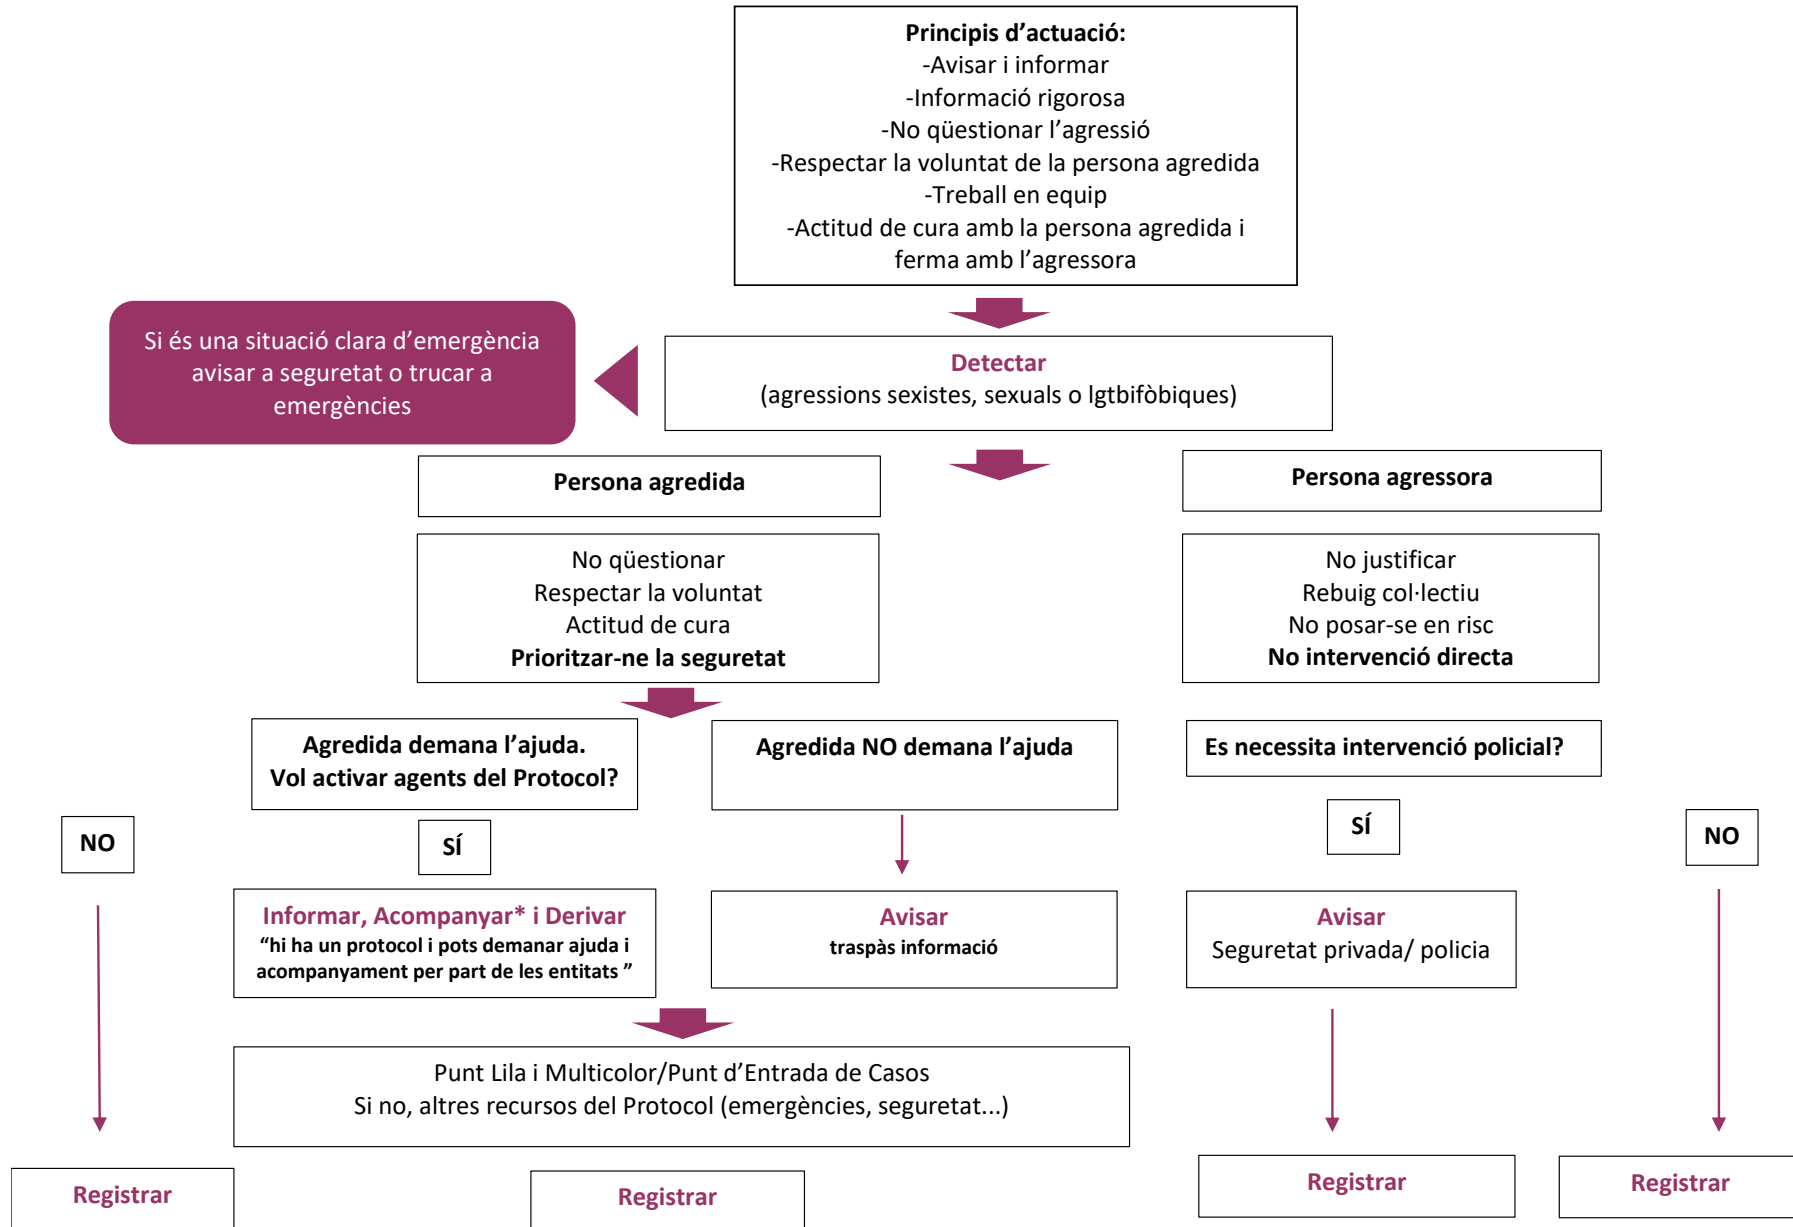 Principis d’actuació:
-Avisar i informar
-Informació rigorosa
-No qüestionar l’agressió
-Respectar la voluntat de la persona agredida
-Treball en equip
-Actitud de cura amb la persona agredida i
ferma amb l’agressora
Si és una situació clara d’emergència
avisar a seguretat o trucar a
emergències
Detectar
(agressions sexistes, sexuals o lgtbifòbiques)
Persona agredida
Persona agressora
No qüestionar
Respectar la voluntat
Actitud de cura
Prioritzar-ne la seguretat
No justificar
Rebuig col·lectiu
No posar-se en risc
No intervenció directa
Agredida demana l’ajuda.
Vol activar agents del Protocol?
Agredida NO demana l’ajuda
Es necessita intervenció policial?
NO
SÍ
SÍ
NO
Informar, Acompanyar* i Derivar
“hi ha un protocol i pots demanar ajuda i
acompanyament per part de les entitats ”
Avisar
traspàs informació
Avisar
Seguretat privada/ policia
Punt Lila i Multicolor/Punt d’Entrada de Casos
Si no, altres recursos del Protocol (emergències, seguretat...)
Registrar
Registrar
Registrar
Registrar